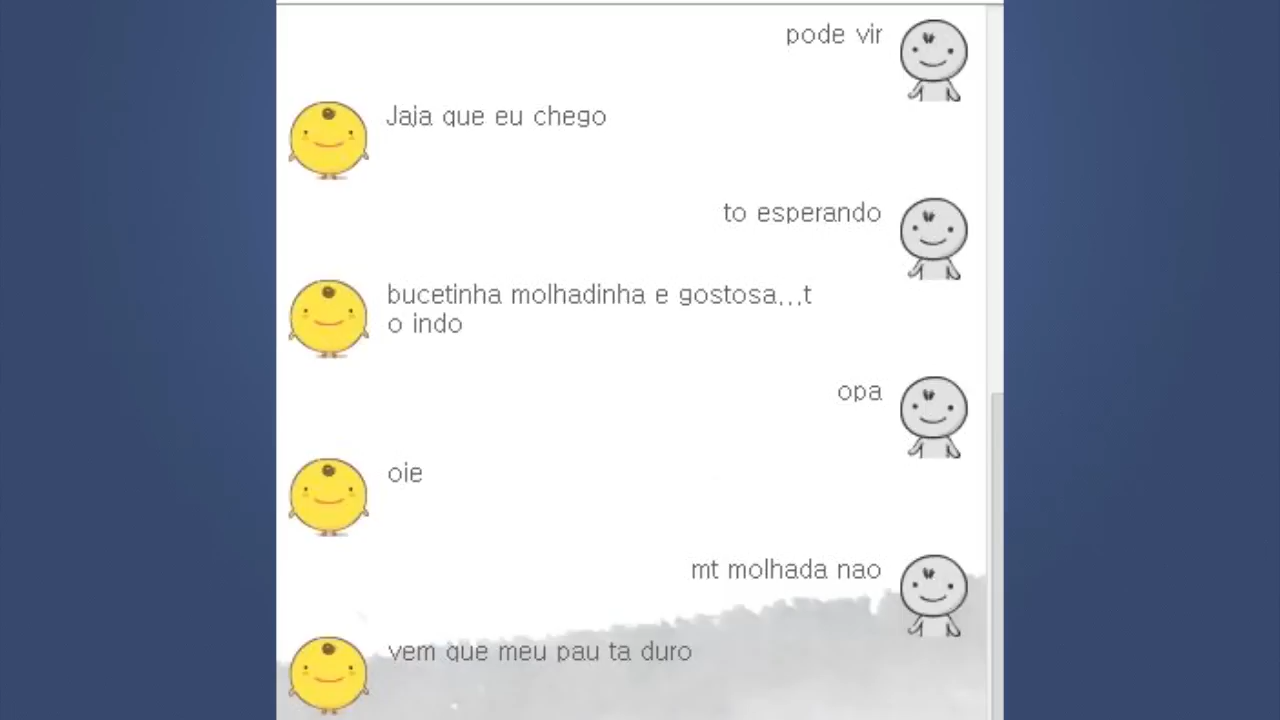 pode vir
Jaja que eu chego
to esperando
bucetinha molhadinha e gostosa...t
o indo
opa
oie
mt molhada nao
vem que meu pau ta duro